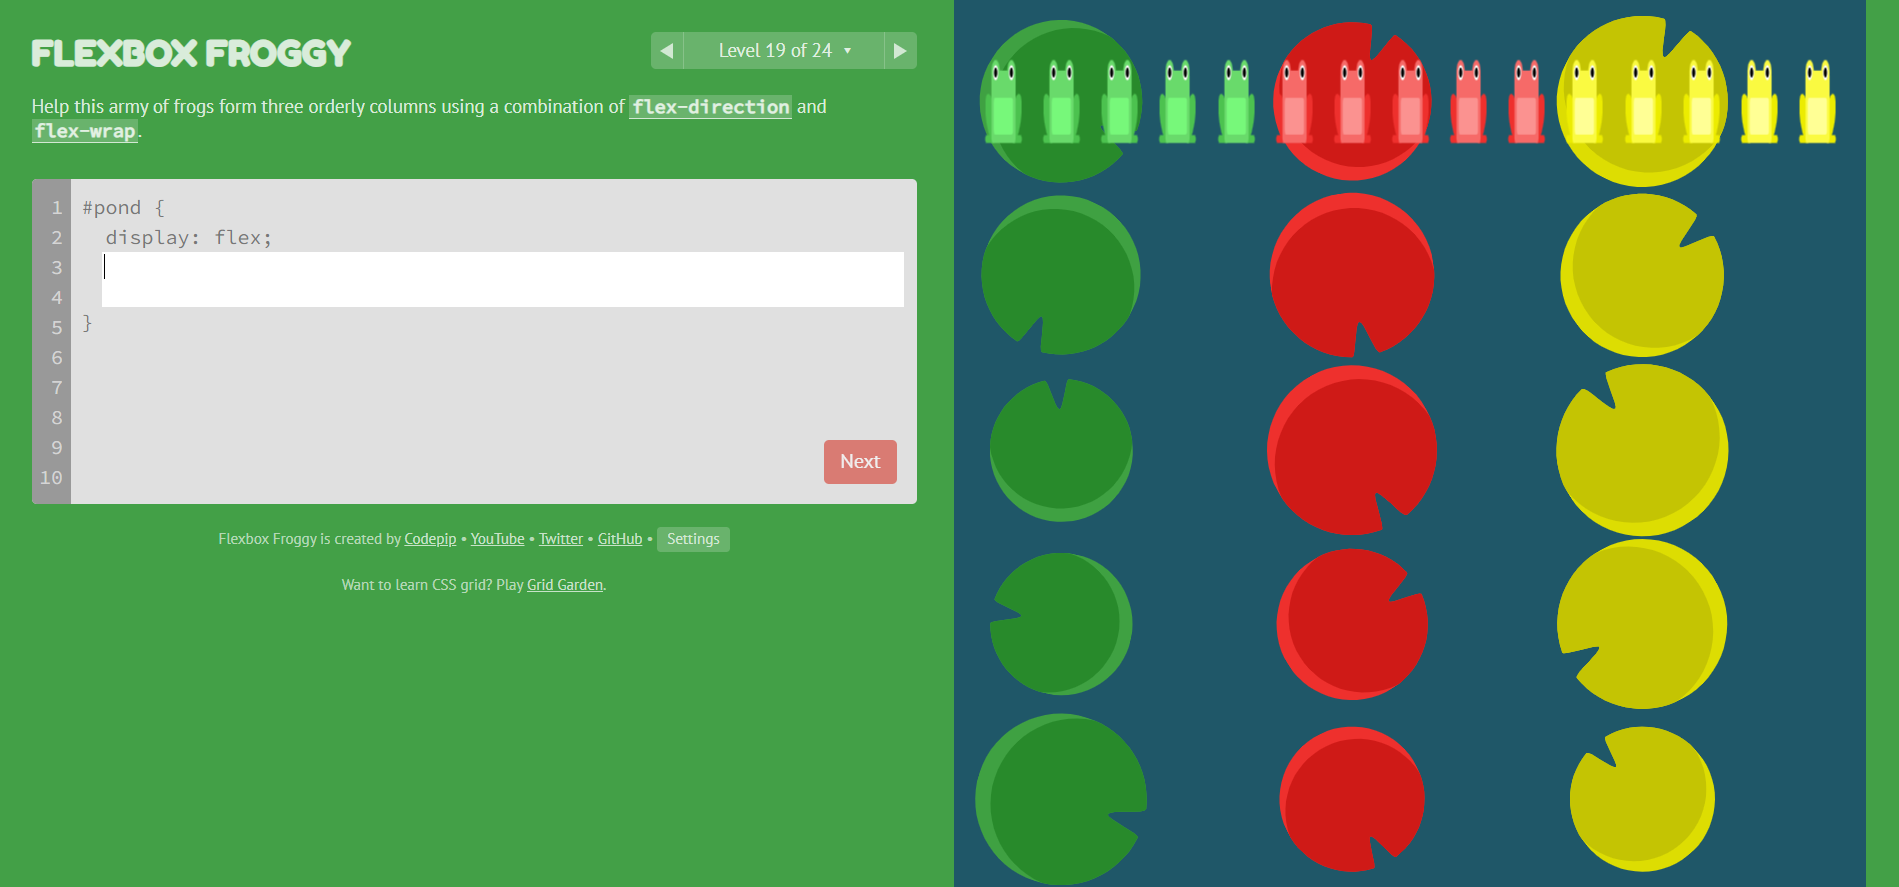 FLEXBOX FROGGY
◀ Level 19 of 24 ▾ ▶
Help this army of frogs form three orderly columns using a combination of flex-direction and
flex-wrap.
1 #pond {
2 display: flex;
3
4
5 }
6
7
8
9
10
Next
Flexbox Froggy is created by Codepip • YouTube • Twitter • GitHub • Settings
Want to learn CSS grid? Play Grid Garden.